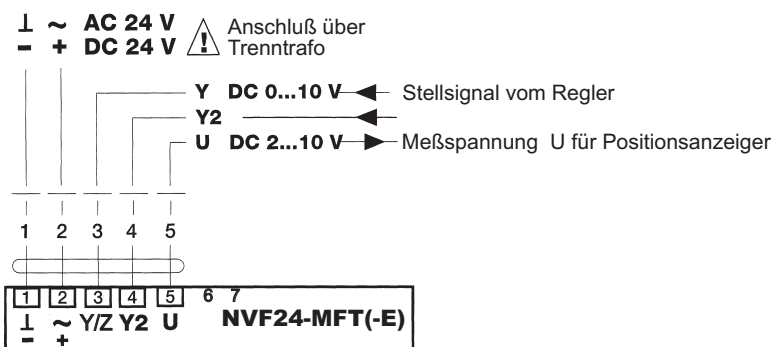 ⊥ ~ AC 24 V
- + DC 24 V
Anschluß über
Trenntrafo
Y DC 0...10 V Stellsignal vom Regler
Y2
U DC 2...10 V Meßspannung U für Positionsanzeiger
1 2 3 4 5
1 2 3 4 5 6 7
⊥ ~ Y/Z Y2 U NVF24-MFT(-E)
- +